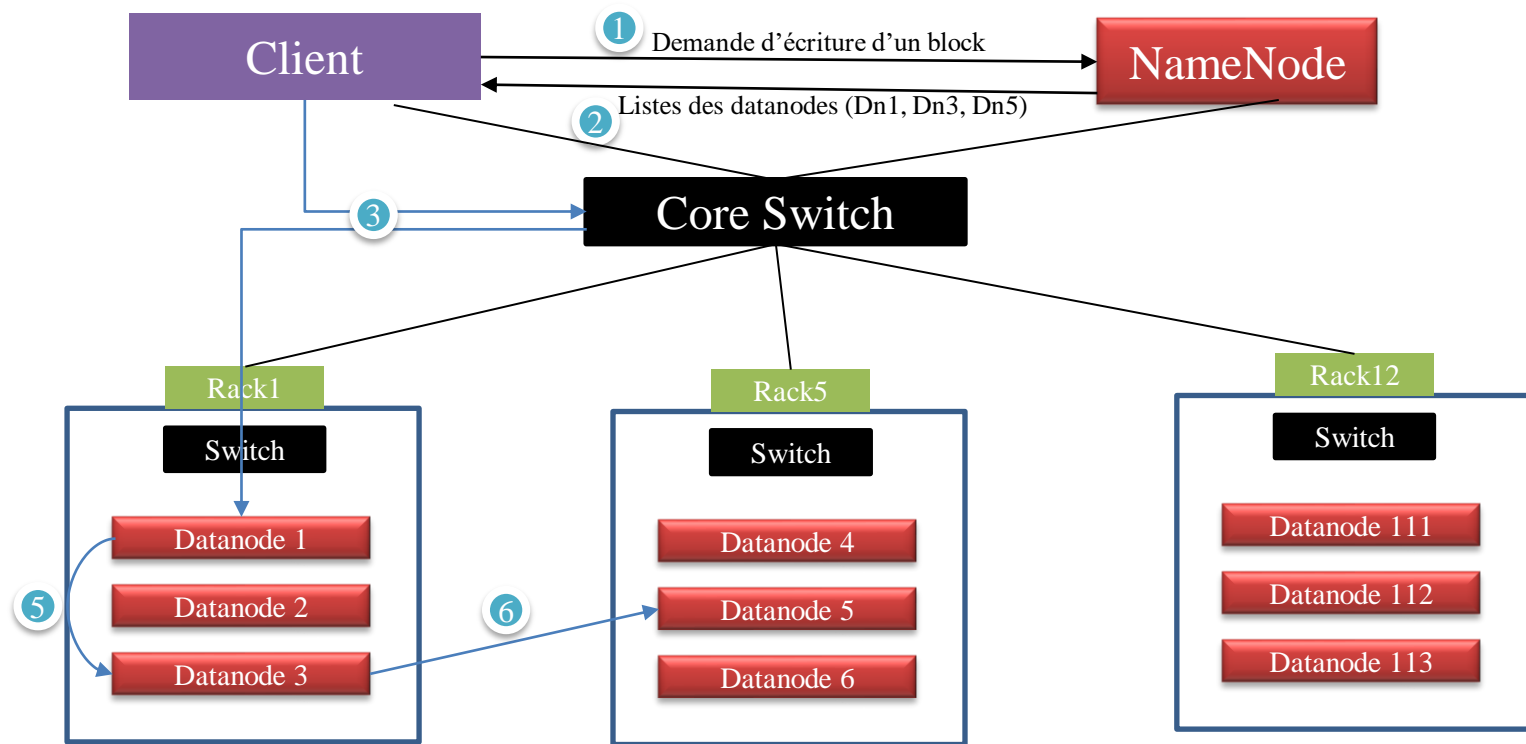 1
Client
Demande d'écriture d'un block
NameNode
Listes des datanodes (Dn1, Dn3, Dn5)
2
3
Core Switch
Rack1
Rack5
Rack12
Switch
Switch
Switch
Datanode 1
Datanode 2
Datanode 3
Datanode 4
Datanode 5
Datanode 6
Datanode 111
Datanode 112
Datanode 113
5
6